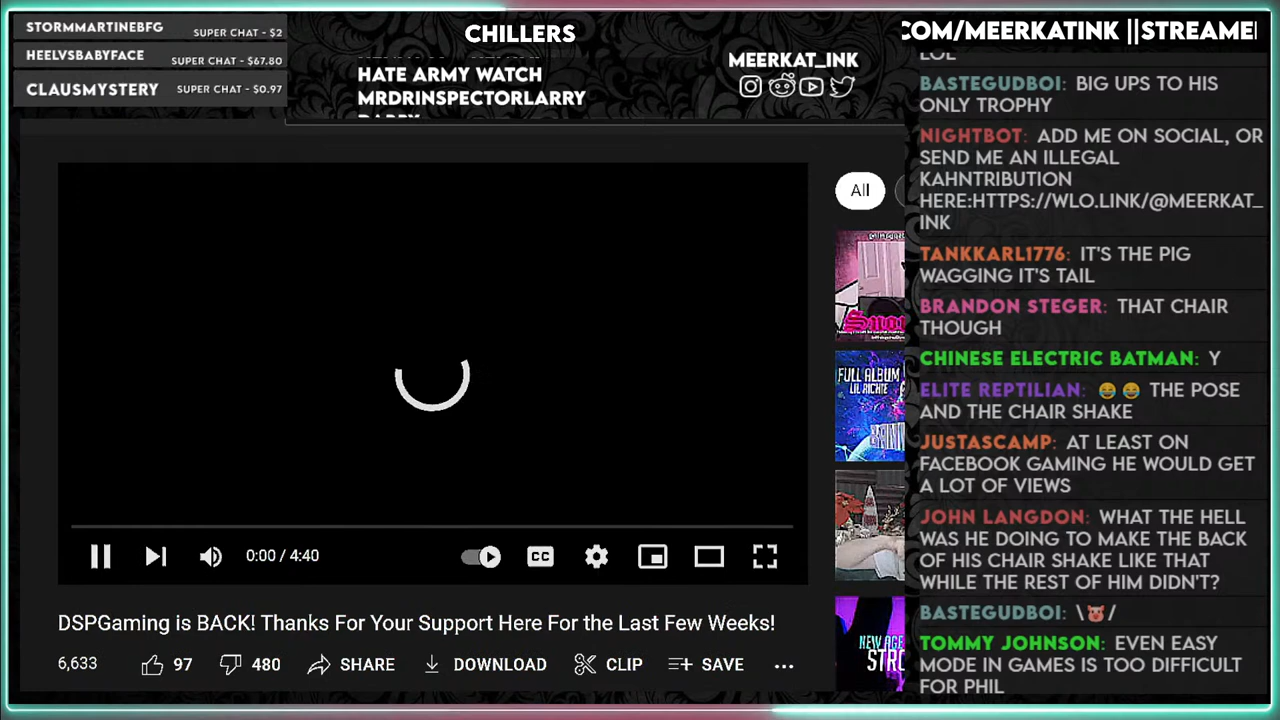 STORMMARTINEBFG SUPER CHAT - $2
HEELVSBABYFACE SUPER CHAT - $67.80
CLAUSMYSTERY SUPER CHAT - $0.97
CHILLERS
HATE ARMY WATCH
MRDRINSPECTORLARRY
MEERKAT_INK
COM/MEERKATINK ||STREAME
LOL
BASTEGUDBOI: BIG UPS TO HIS
ONLY TROPHY
NIGHTBOT: ADD ME ON SOCIAL, OR
SEND ME AN ILLEGAL
KAHNTRIBUTION
HERE:HTTPS://WLO.LINK/@MEERKAT_
INK
TANKKARL1776: IT'S THE PIG
WAGGING IT'S TAIL
BRANDON STEGER: THAT CHAIR
THOUGH
CHINESE ELECTRIC BATMAN: Y
ELITE REPTILIAN: 😂 😂 THE POSE
AND THE CHAIR SHAKE
JUSTASCAMP: AT LEAST ON
FACEBOOK GAMING HE WOULD GET
A LOT OF VIEWS
JOHN LANGDON: WHAT THE HELL
WAS HE DOING TO MAKE THE BACK
OF HIS CHAIR SHAKE LIKE THAT
WHILE THE REST OF HIM DIDN'T?
BASTEGUDBOI: \🐷/
TOMMY JOHNSON: EVEN EASY
MODE IN GAMES IS TOO DIFFICULT
FOR PHIL
All
FULL ALBUM
LIL RICHIE
NEW AGE
STRO
0:00 / 4:40
CC
DSPGaming is BACK! Thanks For Your Support Here For the Last Few Weeks!
6,633 97 480 SHARE DOWNLOAD CLIP SAVE ...